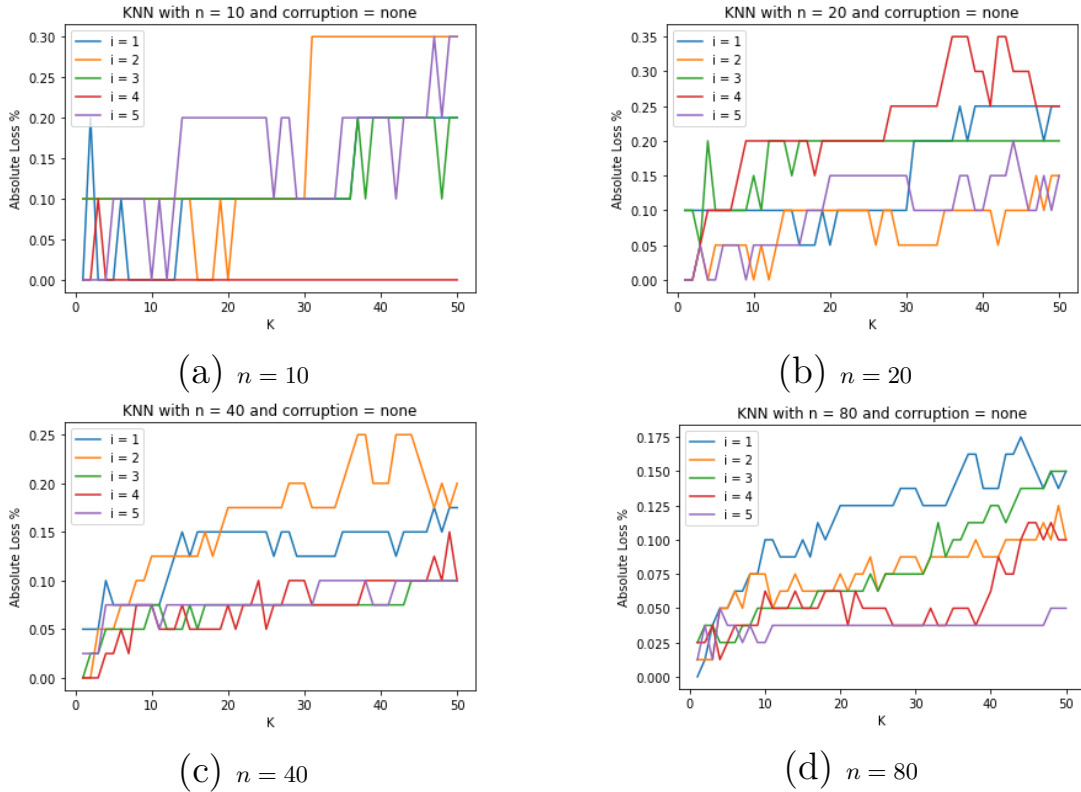 KNN with n = 10 and corruption = none
0.30
0.25
0.20
0.15
0.10
0.05
0.00
Absolute Loss %
i = 1
i = 2
i = 3
i = 4
i = 5
0 10 20 30 40 50
K
(a) n = 10
KNN with n = 20 and corruption = none
0.35
0.30
0.25
0.20
0.15
0.10
0.05
0.00
Absolute Loss %
i = 1
i = 2
i = 3
i = 4
i = 5
0 10 20 30 40 50
K
(b) n = 20
KNN with n = 40 and corruption = none
0.25
0.20
0.15
0.10
0.05
0.00
Absolute Loss %
i = 1
i = 2
i = 3
i = 4
i = 5
0 10 20 30 40 50
K
(c) n = 40
KNN with n = 80 and corruption = none
0.175
0.150
0.125
0.100
0.075
0.050
0.025
0.000
Absolute Loss %
i = 1
i = 2
i = 3
i = 4
i = 5
0 10 20 30 40 50
K
(d) n = 80